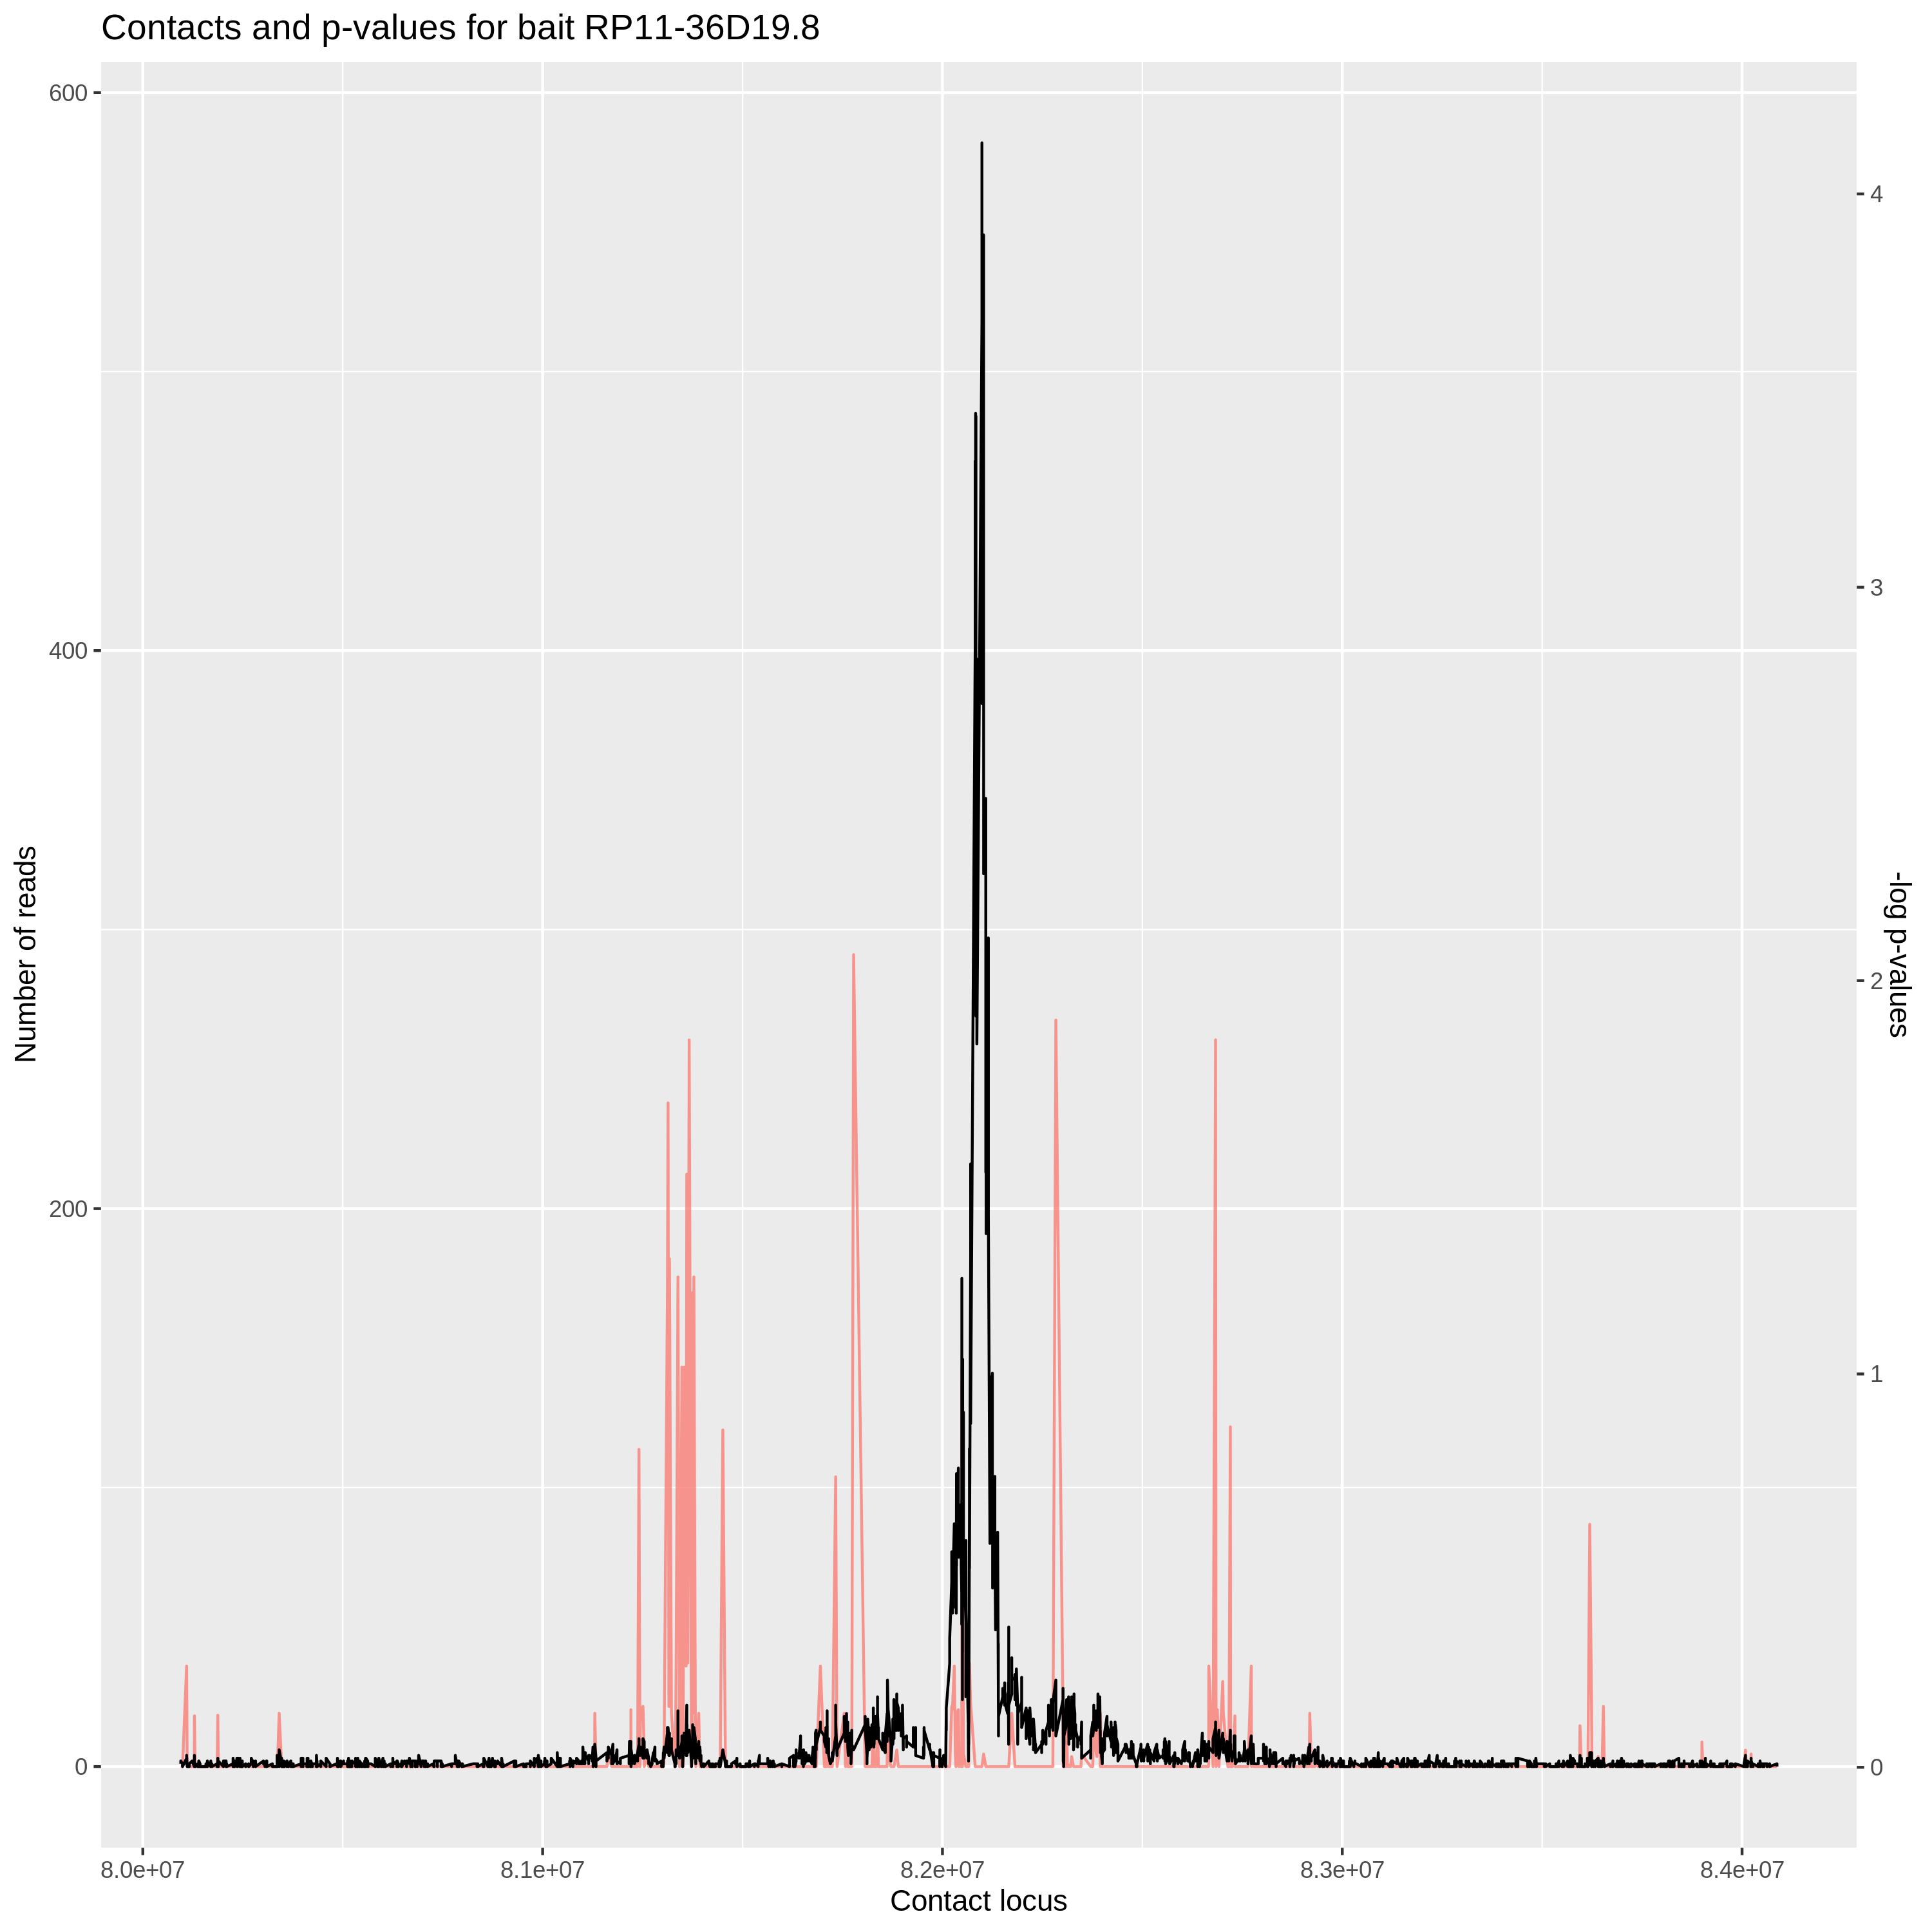 Contacts and p-values for bait RP11-36D19.8
600
400
200
0
Number of reads
4
3
2
1
0
-log p-values
8.0e+07
8.1e+07
8.2e+07
8.3e+07
8.4e+07
Contact locus